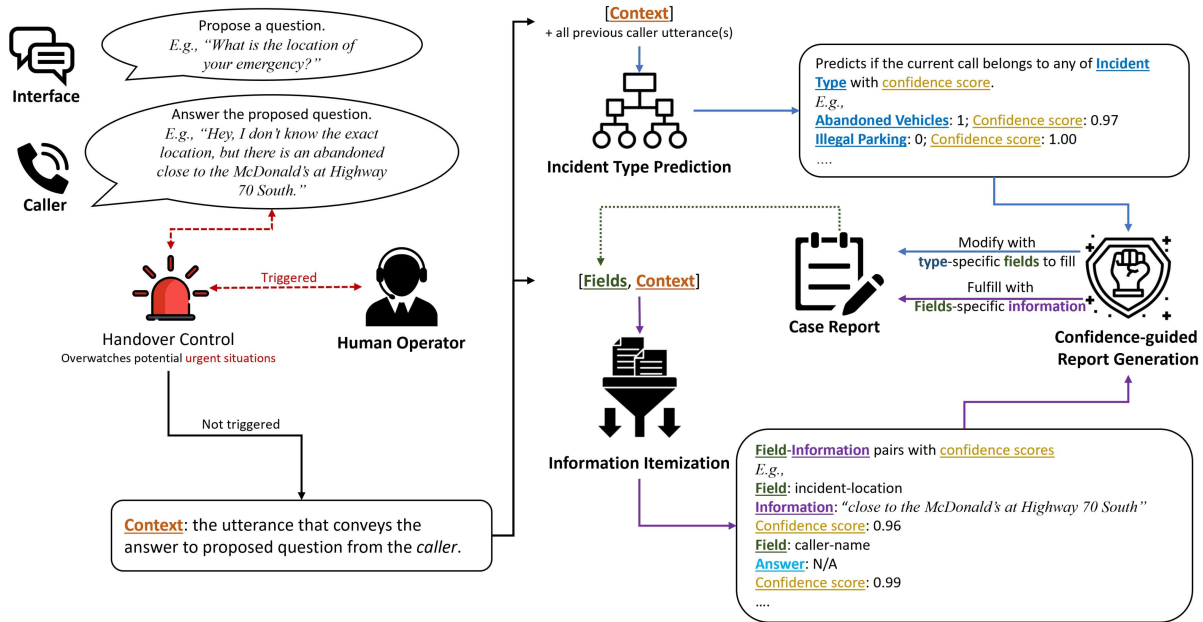 Propose a question.
E.g., “What is the location of
your emergency?”
Interface
Answer the proposed question.
E.g., “Hey, I don’t know the exact
location, but there is an abandoned
close to the McDonald’s at Highway
70 South.”
Caller
Triggered
Handover Control
Overwatches potential urgent situations
Human Operator
Not triggered
Context: the utterance that conveys the
answer to proposed question from the caller.
[Context]
+ all previous caller utterance(s)
Incident Type Prediction
Predicts if the current call belongs to any of Incident
Type with confidence score.
E.g.,
Abandoned Vehicles: 1; Confidence score: 0.97
Illegal Parking: 0; Confidence score: 1.00
....
[Fields, Context]
Information Itemization
Case Report
Modify with
type-specific fields to fill
Fulfill with
Fields-specific information
Confidence-guided
Report Generation
Field-Information pairs with confidence scores
E.g.,
Field: incident-location
Information: “close to the McDonald’s at Highway 70 South”
Confidence score: 0.96
Field: caller-name
Answer: N/A
Confidence score: 0.99
....